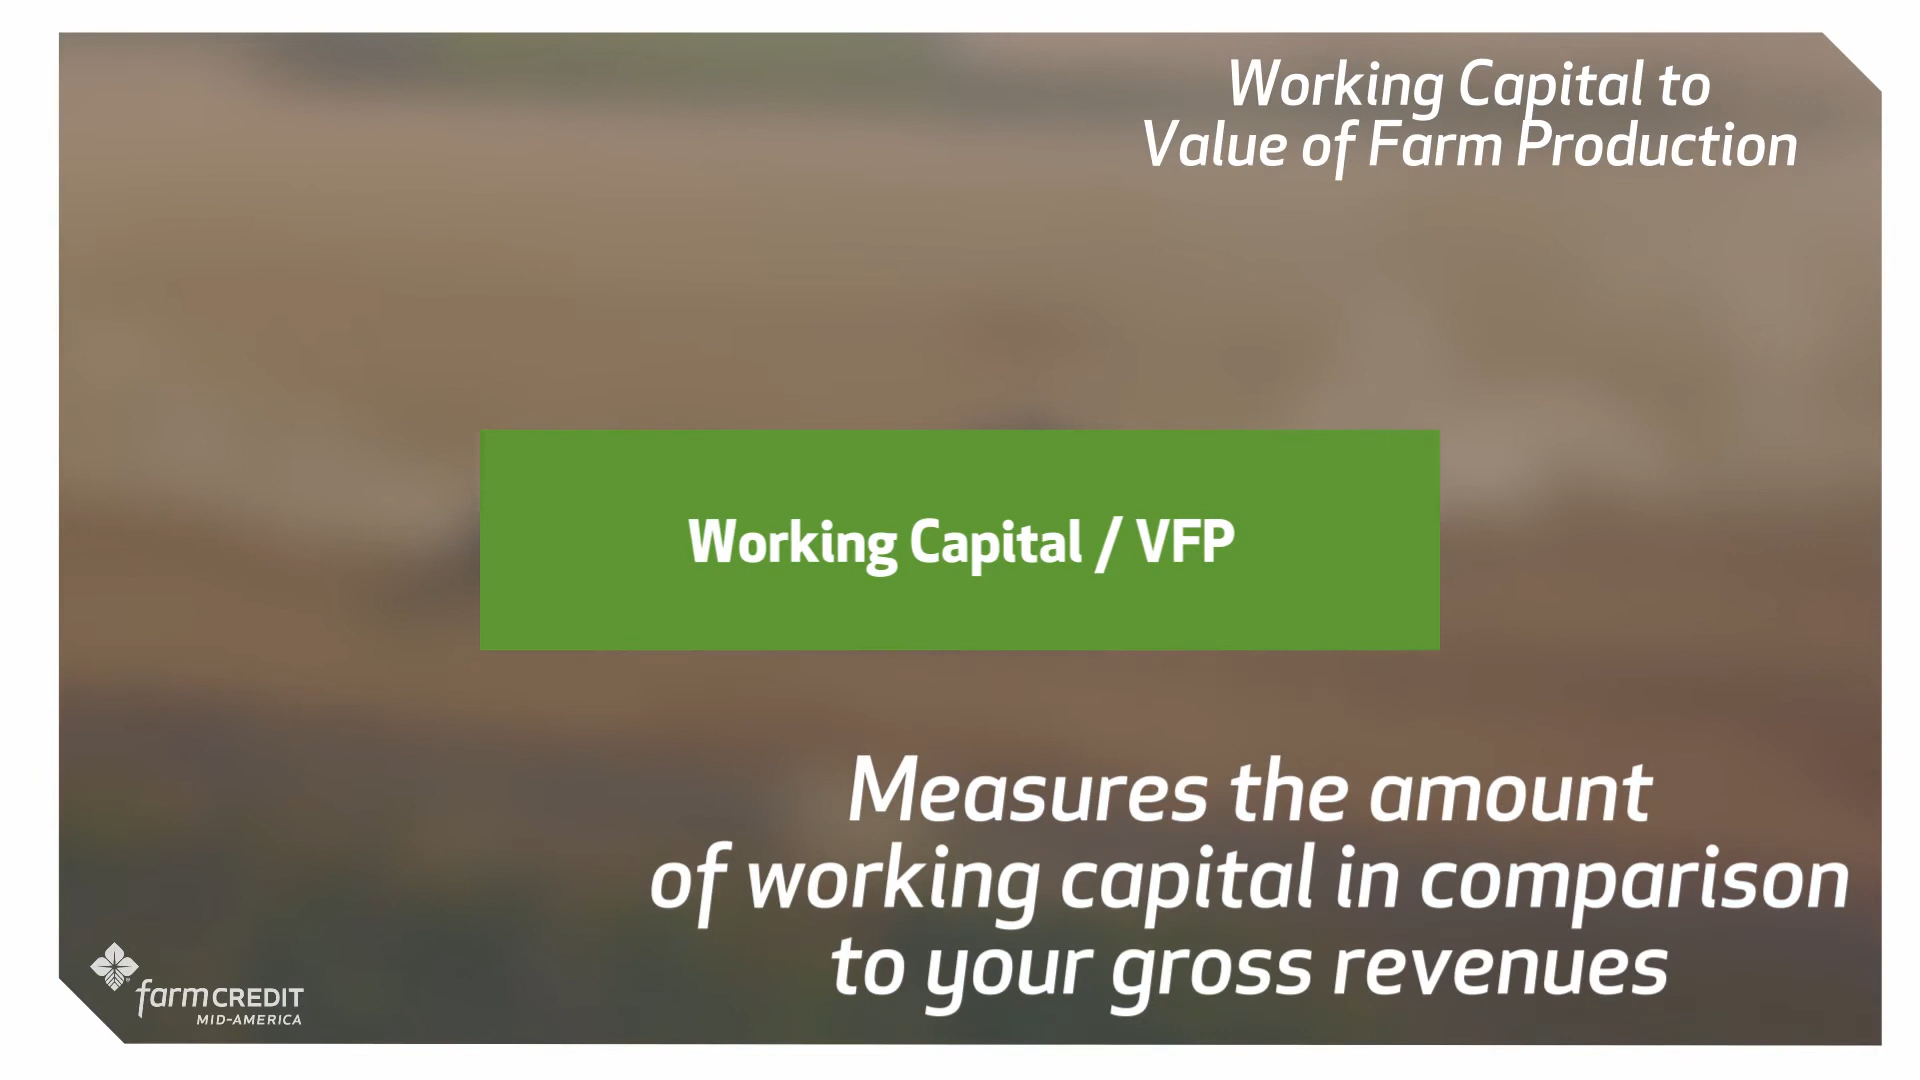 Working Capital to
Value of Farm Production
Working Capital / VFP
Measures the amount
of working capital in comparison
to your gross revenues
farm CREDIT
MID-AMERICA